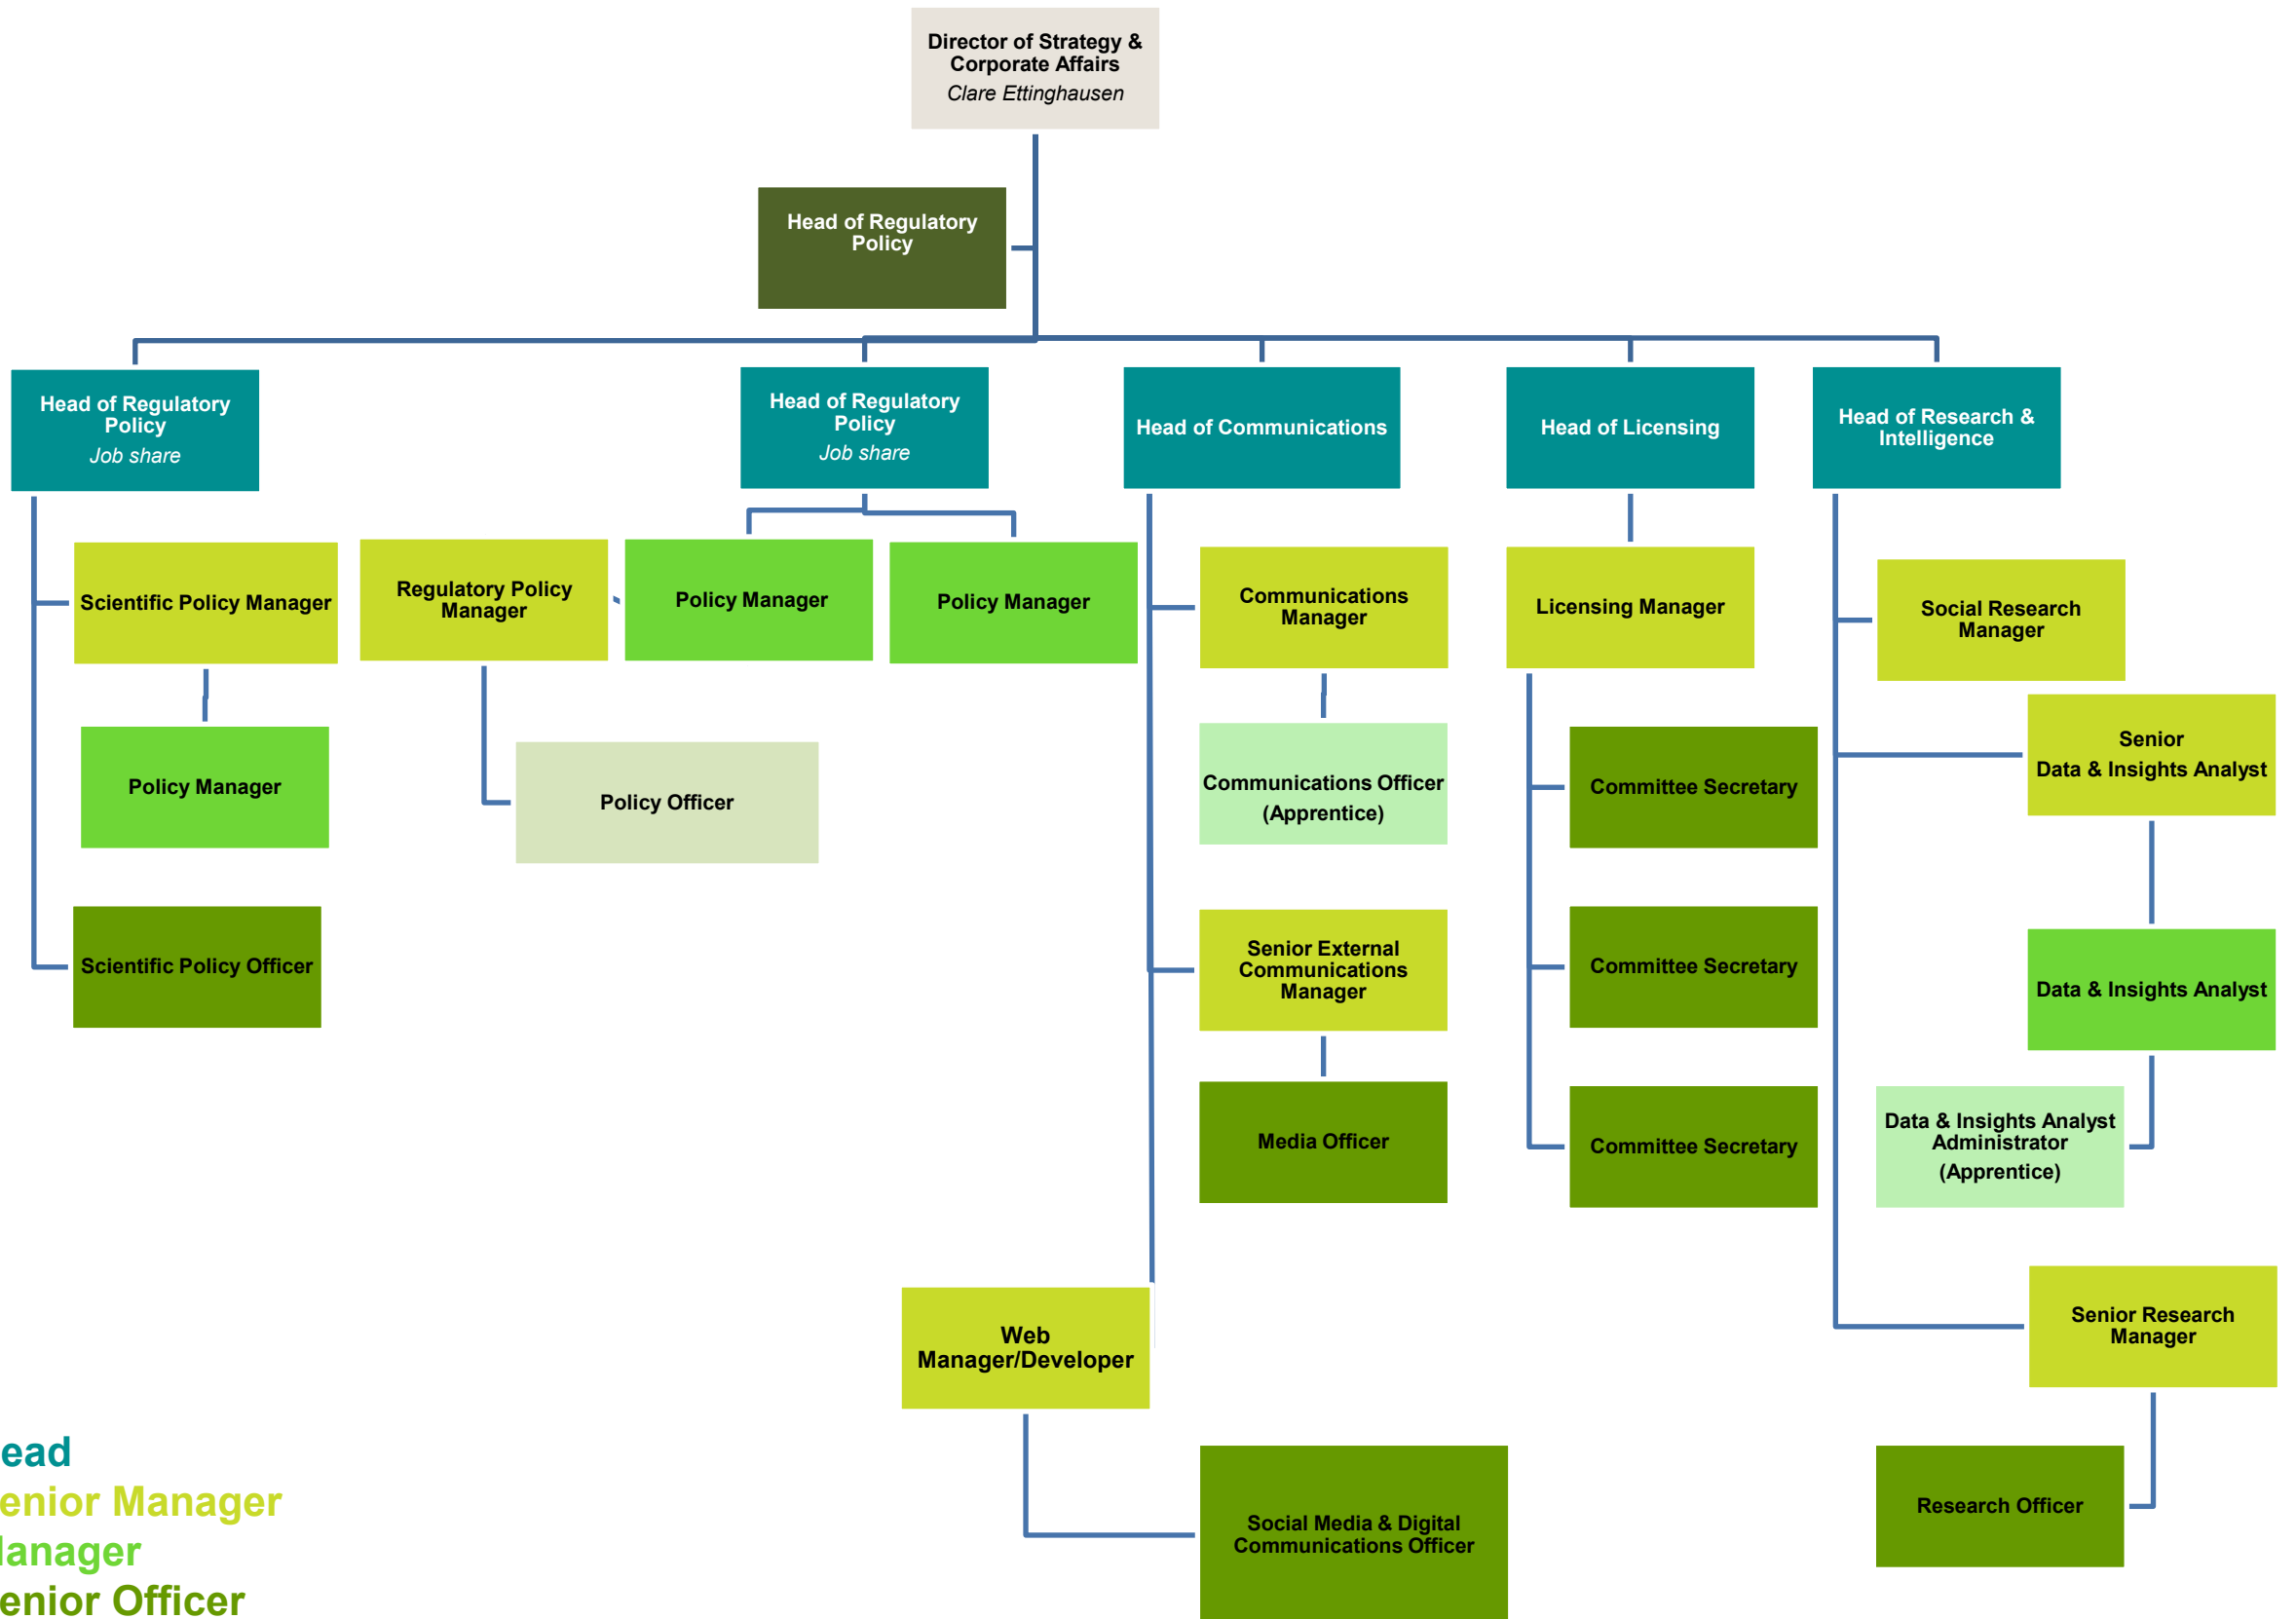 Director of Strategy &
Corporate Affairs
Clare Ettinghausen
Head of Regulatory
Policy
Head of Regulatory
Policy
Job share
Head of Regulatory
Policy
Job share
Head of Communications
Head of Licensing
Head of Research &
Intelligence
Scientific Policy Manager
Regulatory Policy
Manager
Policy Manager
Policy Manager
Communications
Manager
Licensing Manager
Social Research
Manager
Senior
Data & Insights Analyst
Policy Manager
Policy Officer
Communications Officer
(Apprentice)
Committee Secretary
Scientific Policy Officer
Senior External
Communications
Manager
Committee Secretary
Data & Insights Analyst
Media Officer
Committee Secretary
Data & Insights Analyst
Administrator
(Apprentice)
Web
Manager/Developer
Senior Research
Manager
Social Media & Digital
Communications Officer
Research Officer
ead
enior Manager
anager
enior Officer